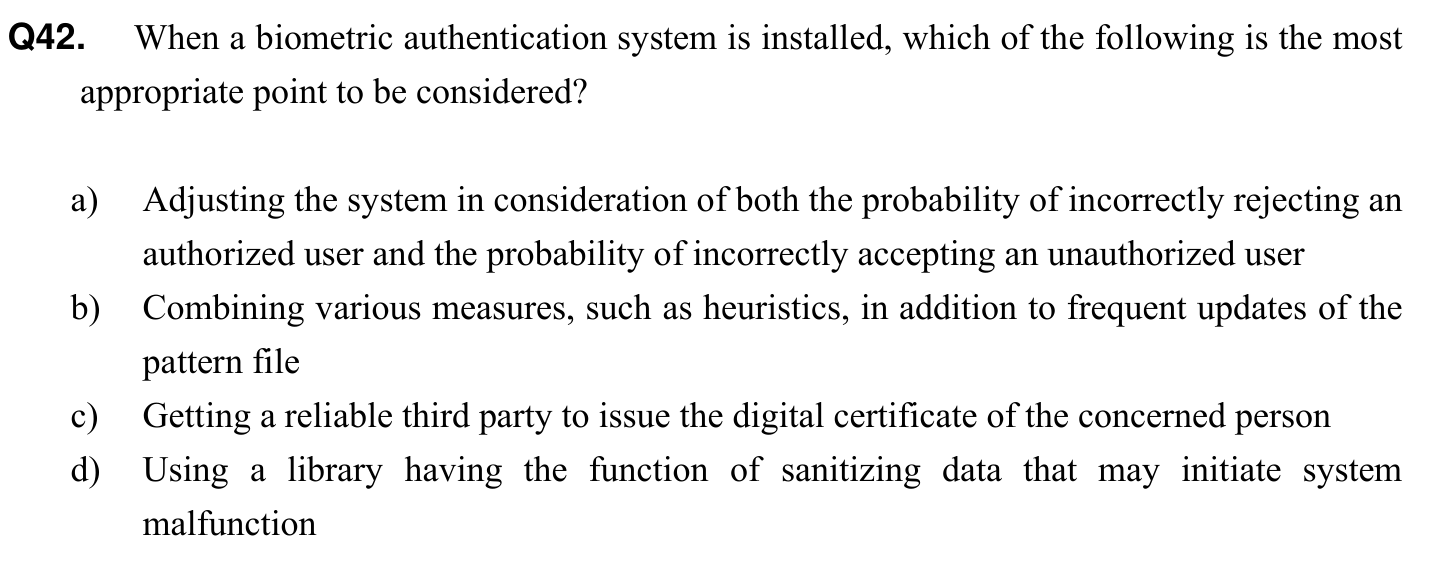 Q42. When a biometric authentication system is installed, which of the following is the most
appropriate point to be considered?
a) Adjusting the system in consideration of both the probability of incorrectly rejecting an
authorized user and the probability of incorrectly accepting an unauthorized user
b) Combining various measures, such as heuristics, in addition to frequent updates of the
pattern file
c) Getting a reliable third party to issue the digital certificate of the concerned person
d) Using a library having the function of sanitizing data that may initiate system
malfunction